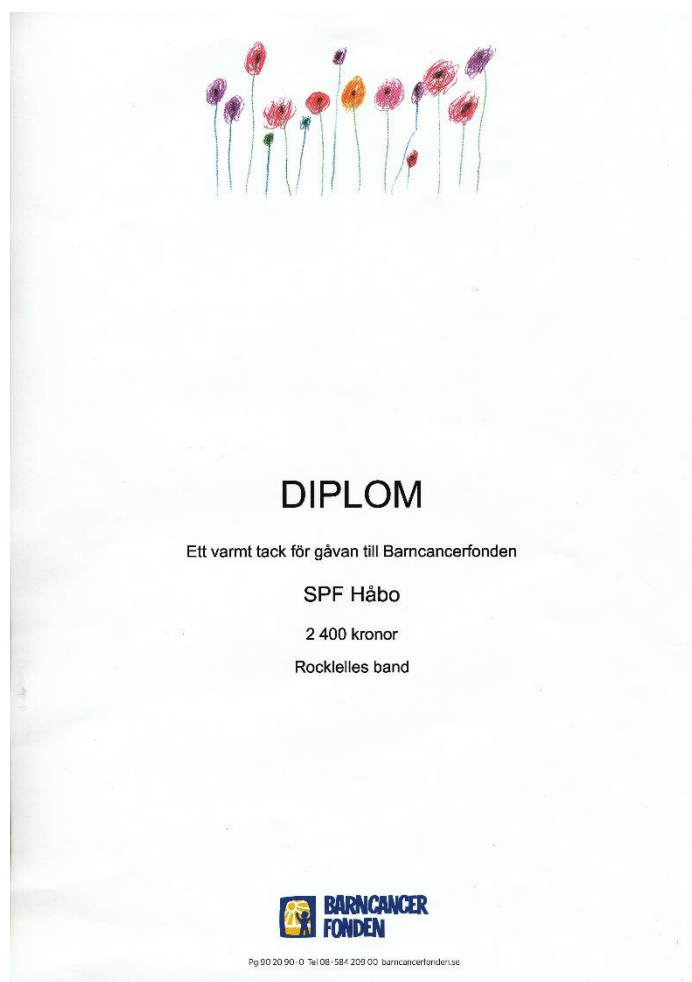 DIPLOM
Ett varmt tack för gåvan till Barncancerfonden
SPF Håbo
2 400 kronor
Rocklelles band
BARNCANCER
FONDEN
Pg 90 20 90-0 Tel 08-584 209 00 barncancerfonden.se